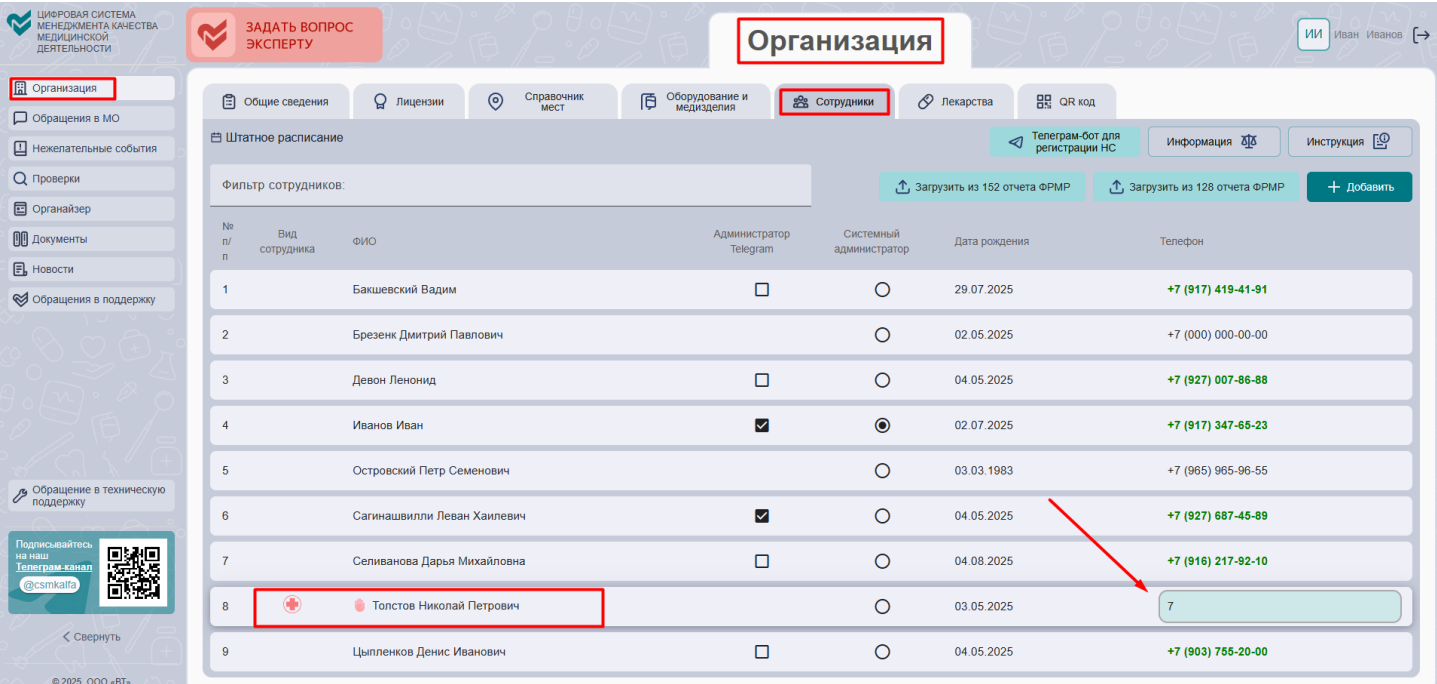 ЦИФРОВАЯ СИСТЕМА
МЕНЕДЖМЕНТА КАЧЕСТВА
МЕДИЦИНСКОЙ
ДЕЯТЕЛЬНОСТИ
ЗАДАТЬ ВОПРОС
ЭКСПЕРТУ
Организация
ИИ Иван Иванов
Организация
Обращения в МО
Нежелательные события
Проверки
Органайзер
Документы
Новости
Обращения в поддержку
Обращение в техническую
поддержку
Подписывайтесь
на наш
Телеграм-канал
@csmkalfa
Свернуть
© 2025, ООО «ВТ»
Общие сведения
Лицензии
Справочник
мест
Оборудование и
медизделия
Сотрудники
Лекарства
QR код
Штатное расписание
Телеграм-бот для
регистрации НС
Информация
Инструкция
Фильтр сотрудников:
Загрузить из 152 отчета ФРМР
Загрузить из 128 отчета ФРМР
+ Добавить
№
п/
п
Вид
сотрудника
ФИО
Администратор
Telegram
Системный
администратор
Дата рождения
Телефон
1 Бакшевский Вадим 29.07.2025 +7 (917) 419-41-91
2 Брезенк Дмитрий Павлович 02.05.2025 +7 (000) 000-00-00
3 Девон Ленонид 04.05.2025 +7 (927) 007-86-88
4 Иванов Иван 02.07.2025 +7 (917) 347-65-23
5 Островский Петр Семенович 03.03.1983 +7 (965) 965-96-55
6 Сагинашвилли Леван Хаилевич 04.05.2025 +7 (927) 687-45-89
7 Селиванова Дарья Михайловна 04.08.2025 +7 (916) 217-92-10
8 Толстов Николай Петрович 03.05.2025 7
9 Цыпленков Денис Иванович 04.05.2025 +7 (903) 755-20-00